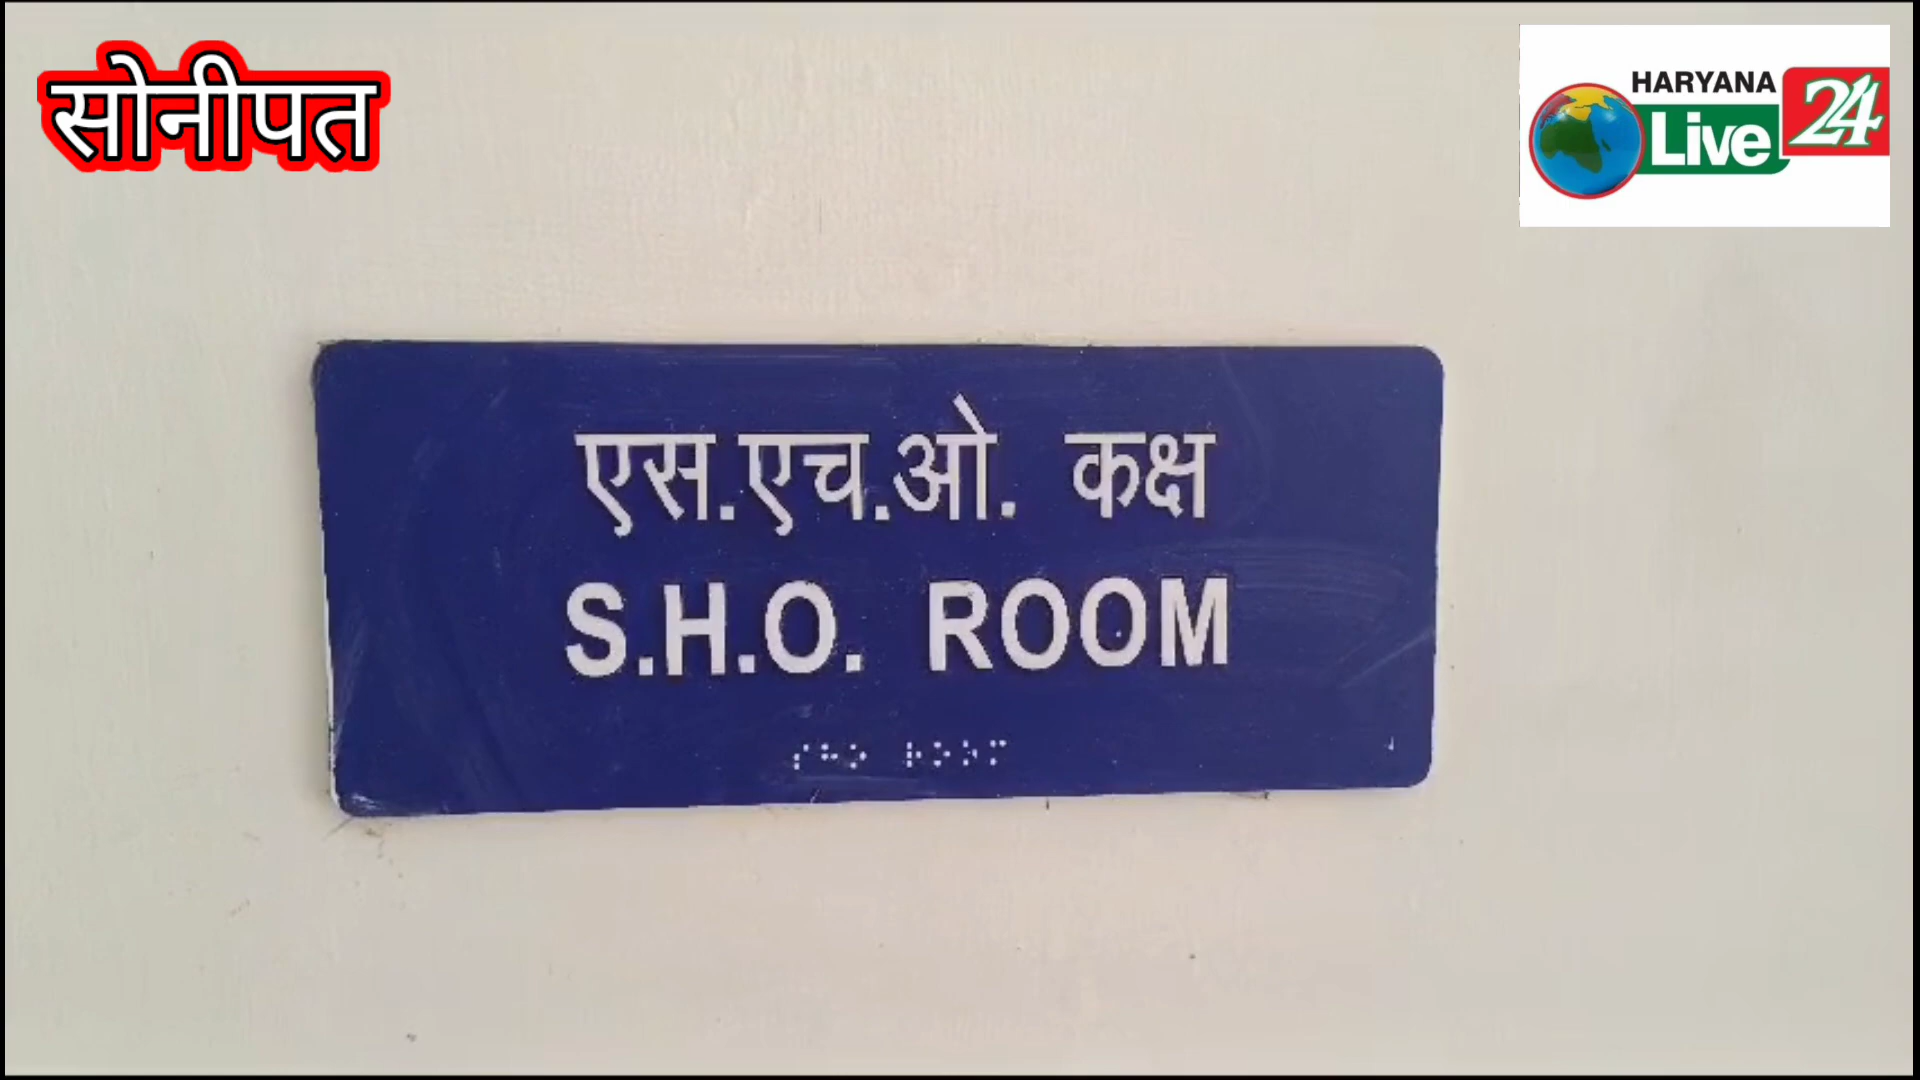 सोनीपत
HARYANA
Live 24
एस.एच.ओ. कक्ष
S.H.O. ROOM
⠎⠓⠕ ⠗⠕⠕⠍